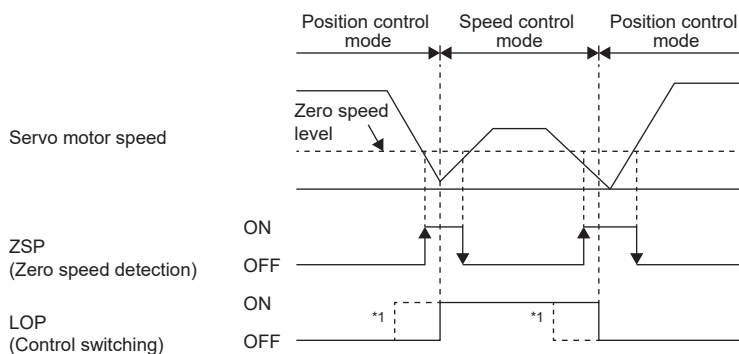 Position control
mode
Speed control
mode
Position control
mode
Zero speed
level
Servo motor speed
ZSP
(Zero speed detection)
ON
OFF
LOP
(Control switching)
ON
OFF
*1
*1